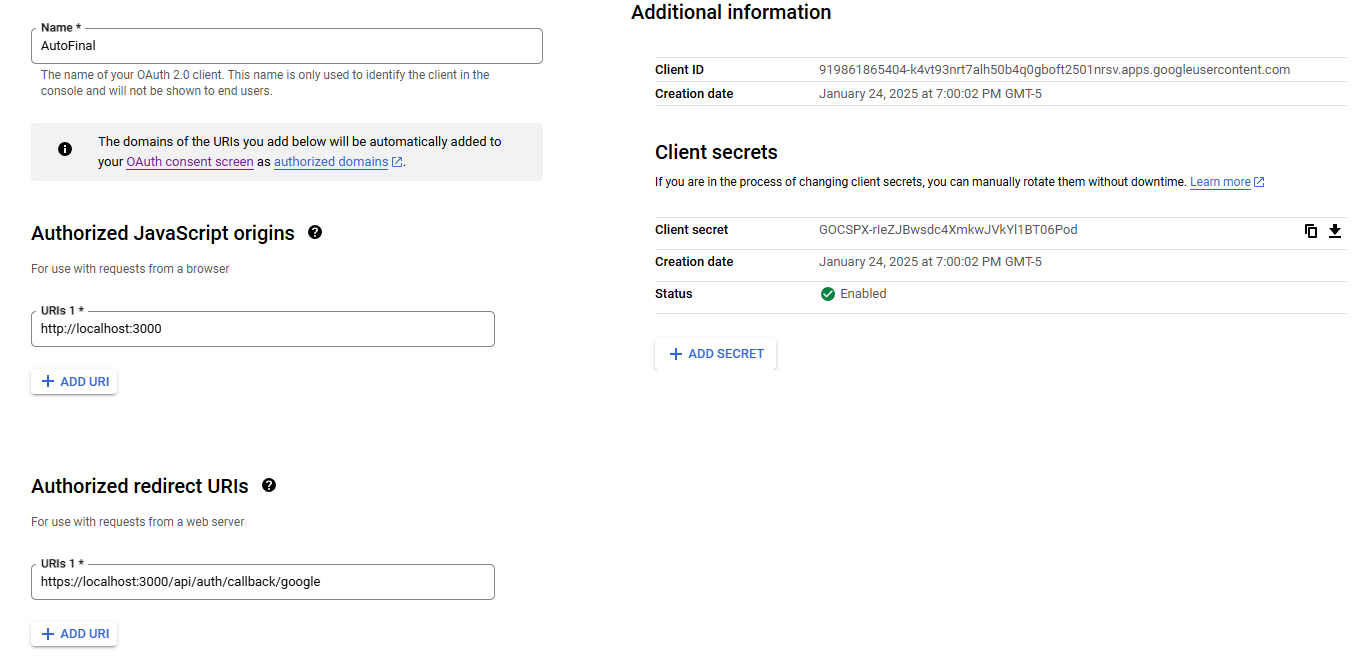 Name *
AutoFinal
The name of your OAuth 2.0 client. This name is only used to identify the client in the
console and will not be shown to end users.
The domains of the URIs you add below will be automatically added to
your OAuth consent screen as authorized domains.
Authorized JavaScript origins
For use with requests from a browser
URIs 1 *
http://localhost:3000
ADD URI
Authorized redirect URIs
For use with requests from a web server
URIs 1 *
https://localhost:3000/api/auth/callback/google
ADD URI
Additional information
Client ID 919861865404-k4vt93nrt7alh50b4q0gboft2501nrsv.apps.googleusercontent.com
Creation date January 24, 2025 at 7:00:02 PM GMT-5
Client secrets
If you are in the process of changing client secrets, you can manually rotate them without downtime. Learn more
Client secret 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
Creation date January 24, 2025 at 7:00:02 PM GMT-5
Status Enabled
ADD SECRET